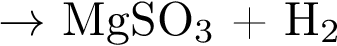 → MgSO₃ + H₂